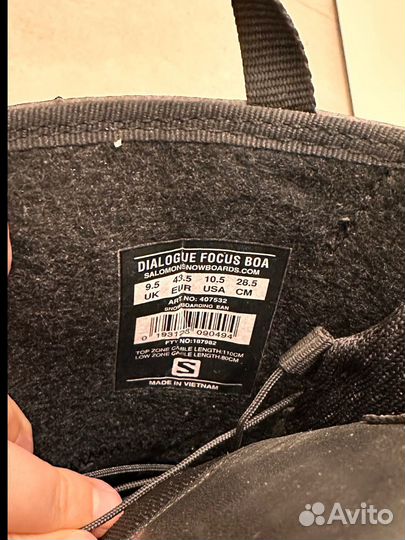 DIALOGUE FOCUS BOA
SALOMONSNOWBOARDS.COM
9.5 43.5 10.5 28.5
UK EUR USA CM
ART NO: 407532
SNOWBOARDING EAN
0 193128 090494
FTY NO: 187982
TOP ZONE CABLE LENGTH:110CM
LOW ZONE CABLE LENGTH:80CM
S
MADE IN VIETNAM
Avito